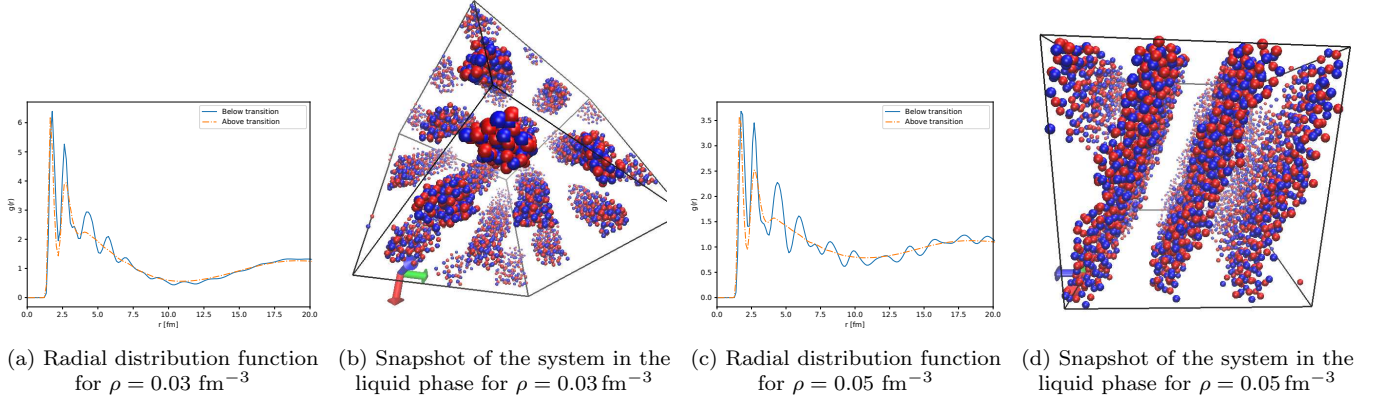 Below transition
Above transition
6
5
4
3
2
1
0
g(r)
0.0
2.5
5.0
7.5
10.0
12.5
15.0
17.5
20.0
r [fm]
Below transition
Above transition
3.5
3.0
2.5
2.0
1.5
1.0
0.5
0.0
g(r)
0.0
2.5
5.0
7.5
10.0
12.5
15.0
17.5
20.0
r [fm]
(a) Radial distribution function
for ρ = 0.03 fm⁻³
(b) Snapshot of the system in the
liquid phase for ρ = 0.03 fm⁻³
(c) Radial distribution function
for ρ = 0.05 fm⁻³
(d) Snapshot of the system in the
liquid phase for ρ = 0.05 fm⁻³